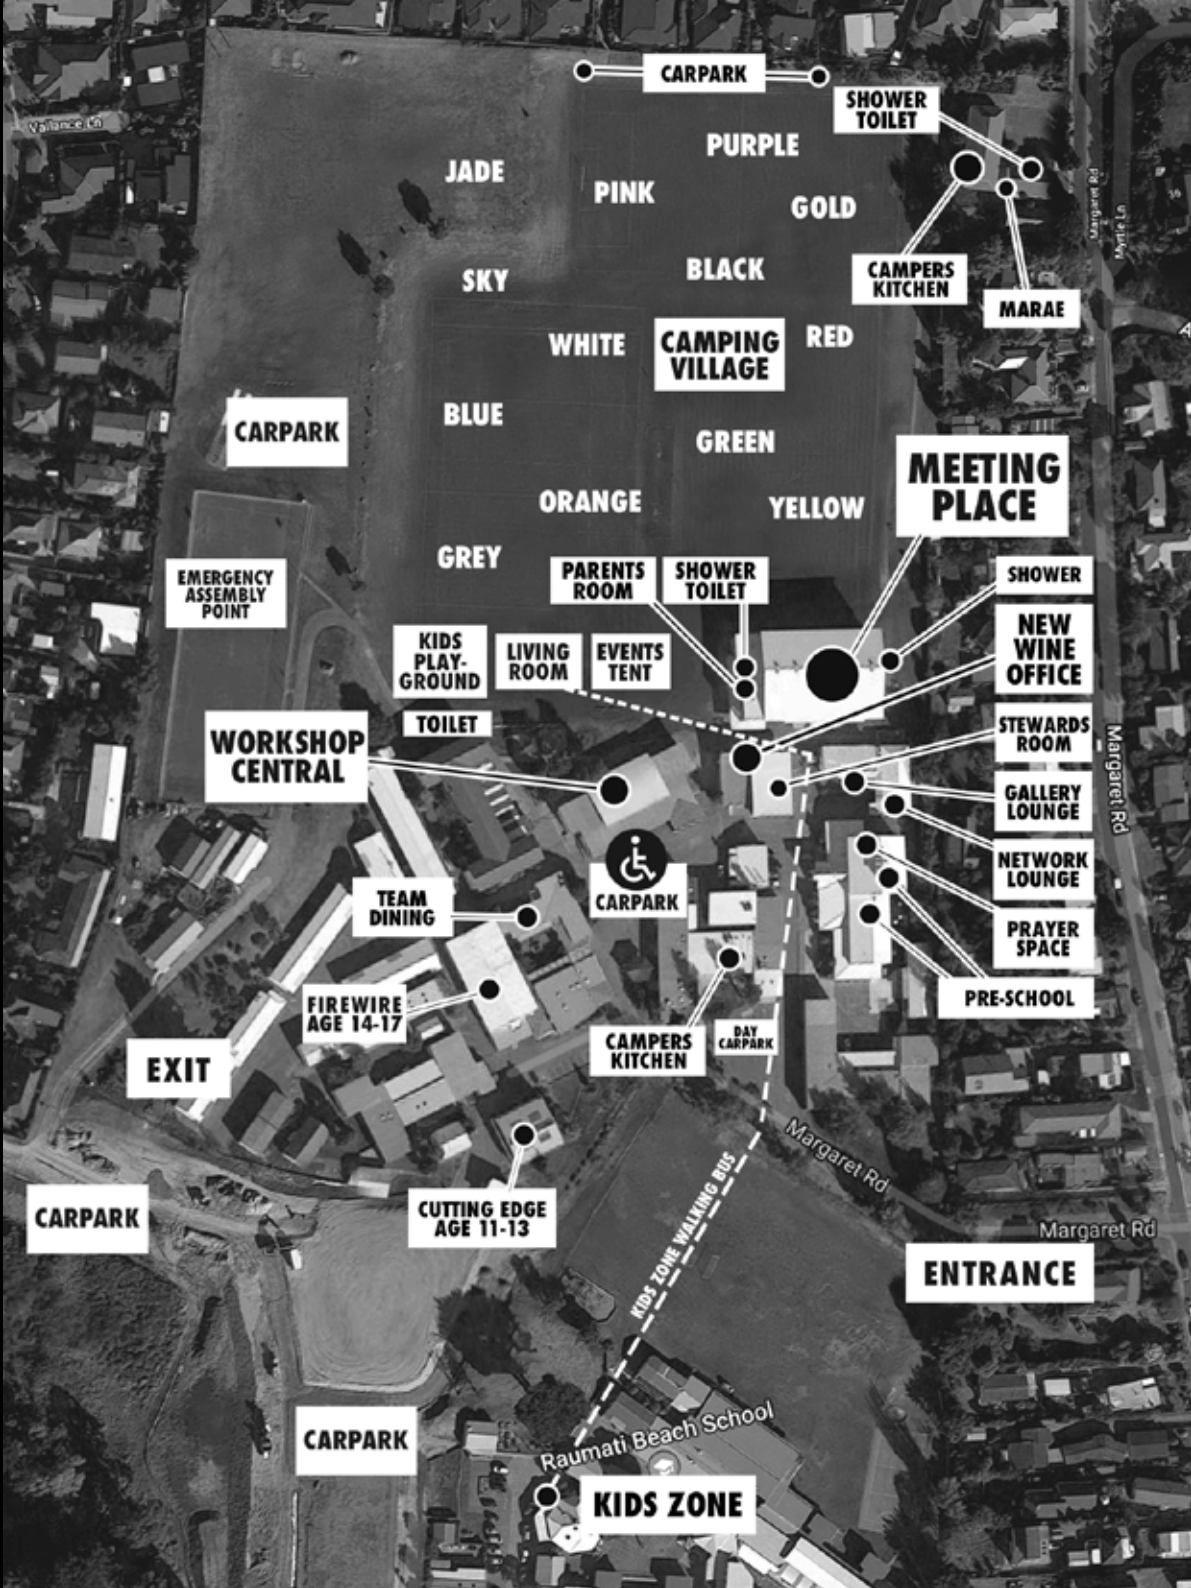 CARPARK
SHOWER
TOILET
Vallance Ln
PURPLE
JADE
PINK
GOLD
Margaret Rd
Myrtle Ln
CAMPERS
KITCHEN
MARAE
BLACK
SKY
WHITE
CAMPING
VILLAGE
RED
BLUE
CARPARK
GREEN
MEETING
PLACE
ORANGE
YELLOW
GREY
EMERGENCY
ASSEMBLY
POINT
PARENTS
ROOM
SHOWER
TOILET
SHOWER
KIDS
PLAY-
GROUND
LIVING
ROOM
EVENTS
TENT
NEW
WINE
OFFICE
TOILET
WORKSHOP
CENTRAL
STEWARDS
ROOM
Margaret Rd
GALLERY
LOUNGE
NETWORK
LOUNGE
CARPARK
TEAM
DINING
PRAYER
SPACE
PRE-SCHOOL
FIREWIRE
AGE 14-17
CAMPERS
KITCHEN
DAY
CARPARK
EXIT
Margaret Rd
KIDS ZONE WALKING BUS
CARPARK
CUTTING EDGE
AGE 11-13
Margaret Rd
ENTRANCE
CARPARK
Raumati Beach School
KIDS ZONE